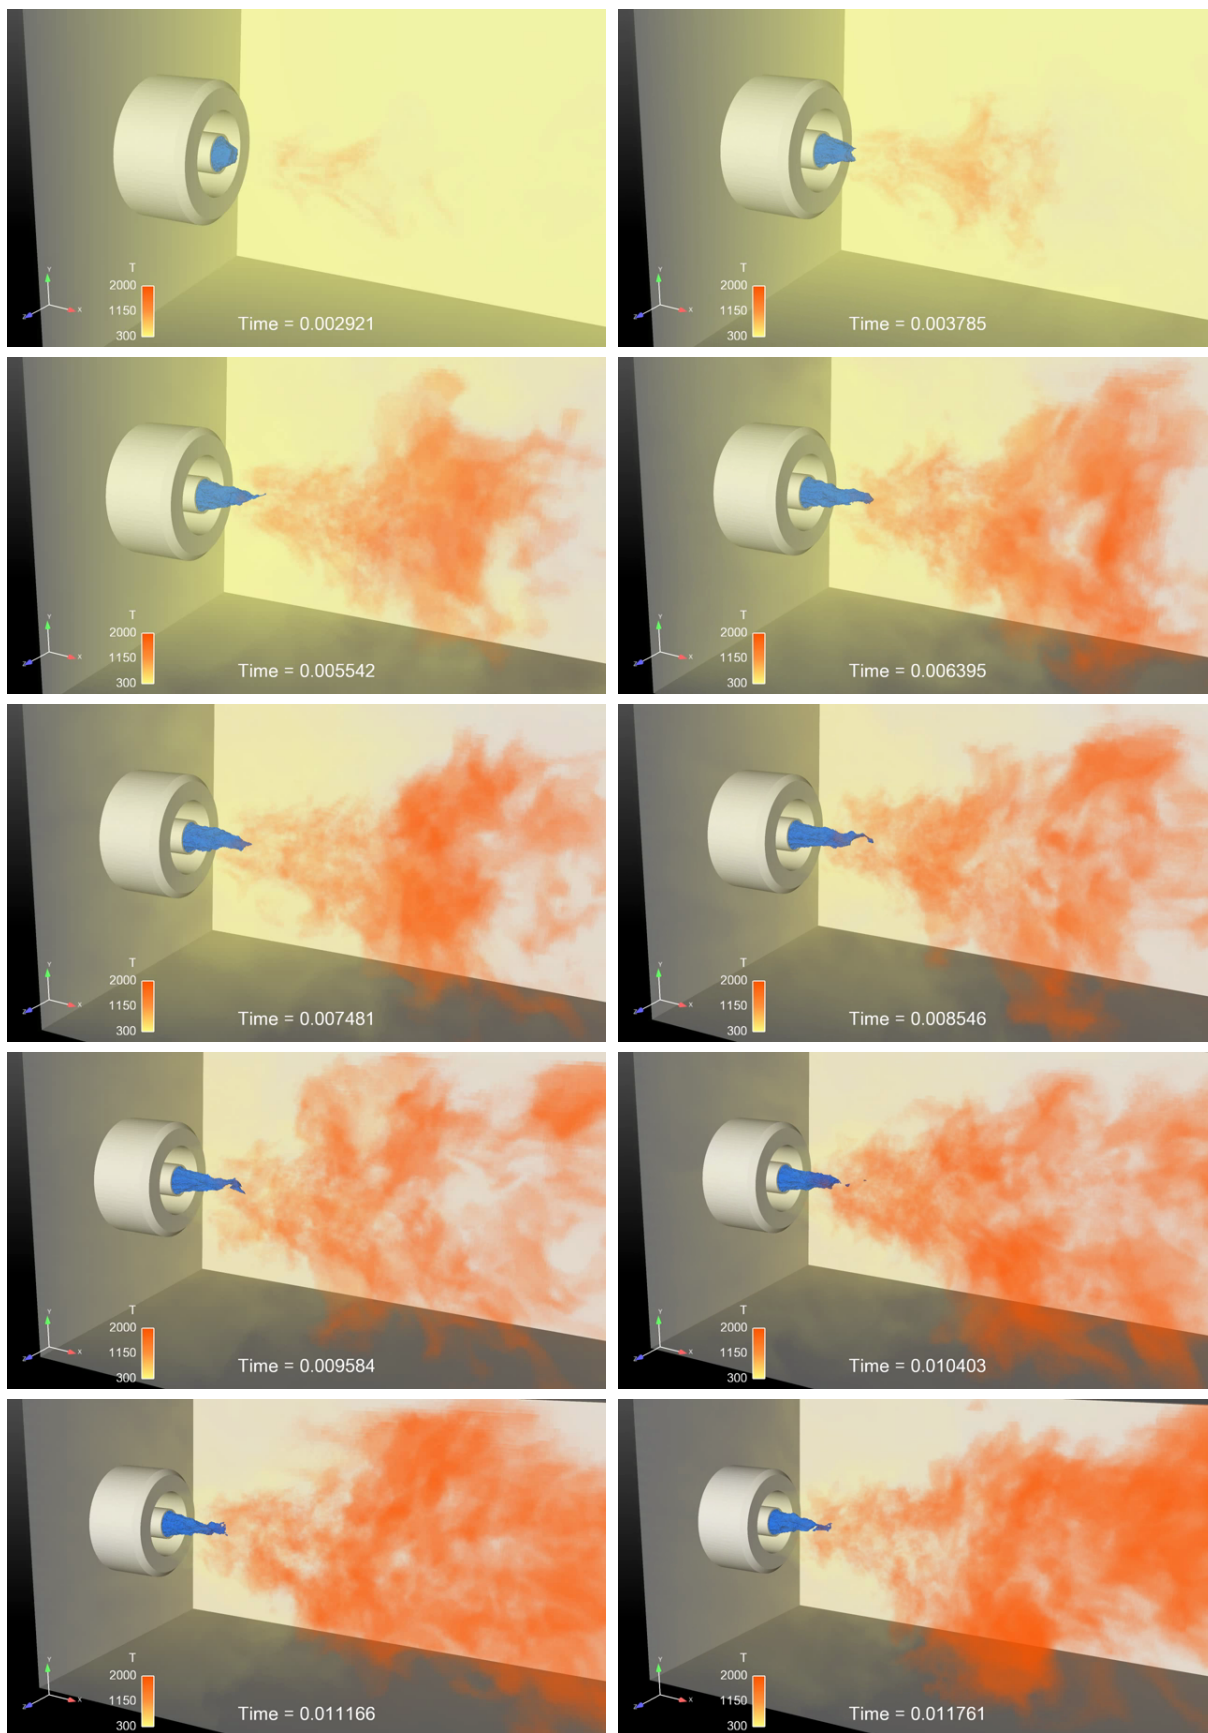 T
2000
1150
300
Y
X
Z
Time = 0.002921
T
2000
1150
300
Y
X
Z
Time = 0.003785
T
2000
1150
300
Y
X
Z
Time = 0.005542
T
2000
1150
300
Y
X
Z
Time = 0.006395
T
2000
1150
300
Y
X
Z
Time = 0.007481
T
2000
1150
300
Y
X
Z
Time = 0.008546
T
2000
1150
300
Y
X
Z
Time = 0.009584
T
2000
1150
300
Y
X
Z
Time = 0.010403
T
2000
1150
300
Y
X
Z
Time = 0.011166
T
2000
1150
300
Y
X
Z
Time = 0.011761